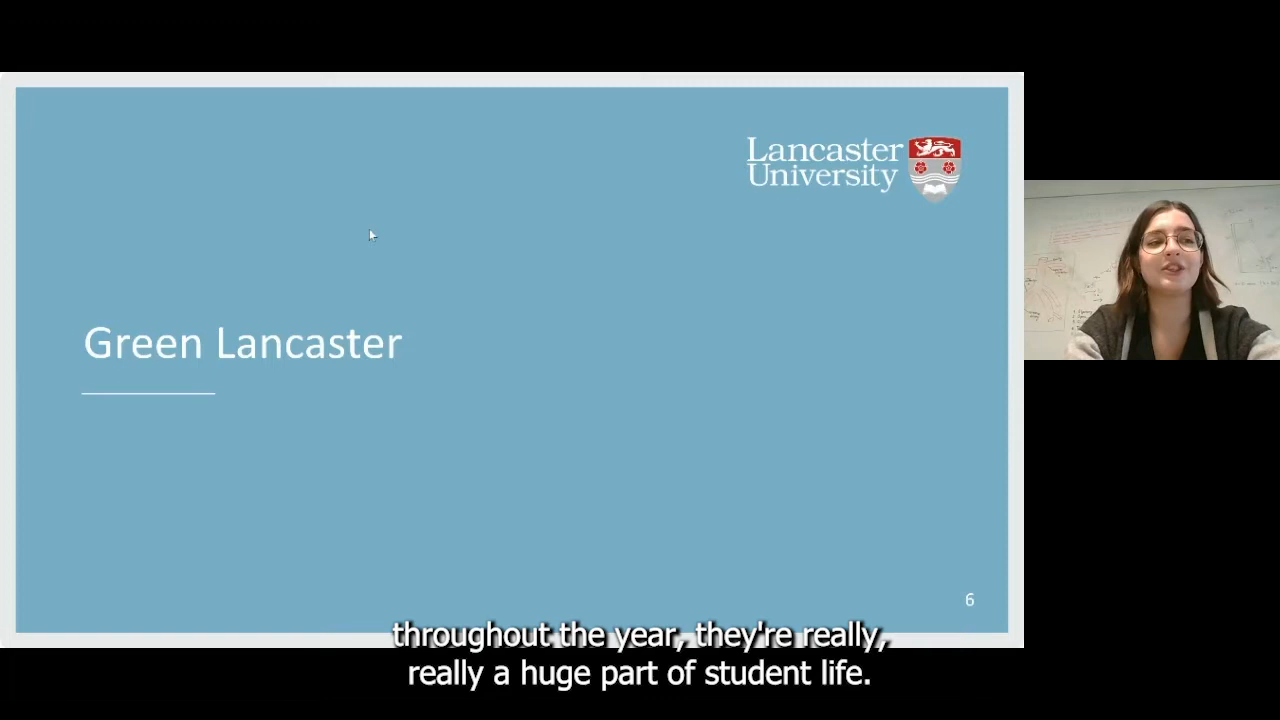 Lancaster
University
Green Lancaster
6
throughout the year, they're really,
really a huge part of student life.